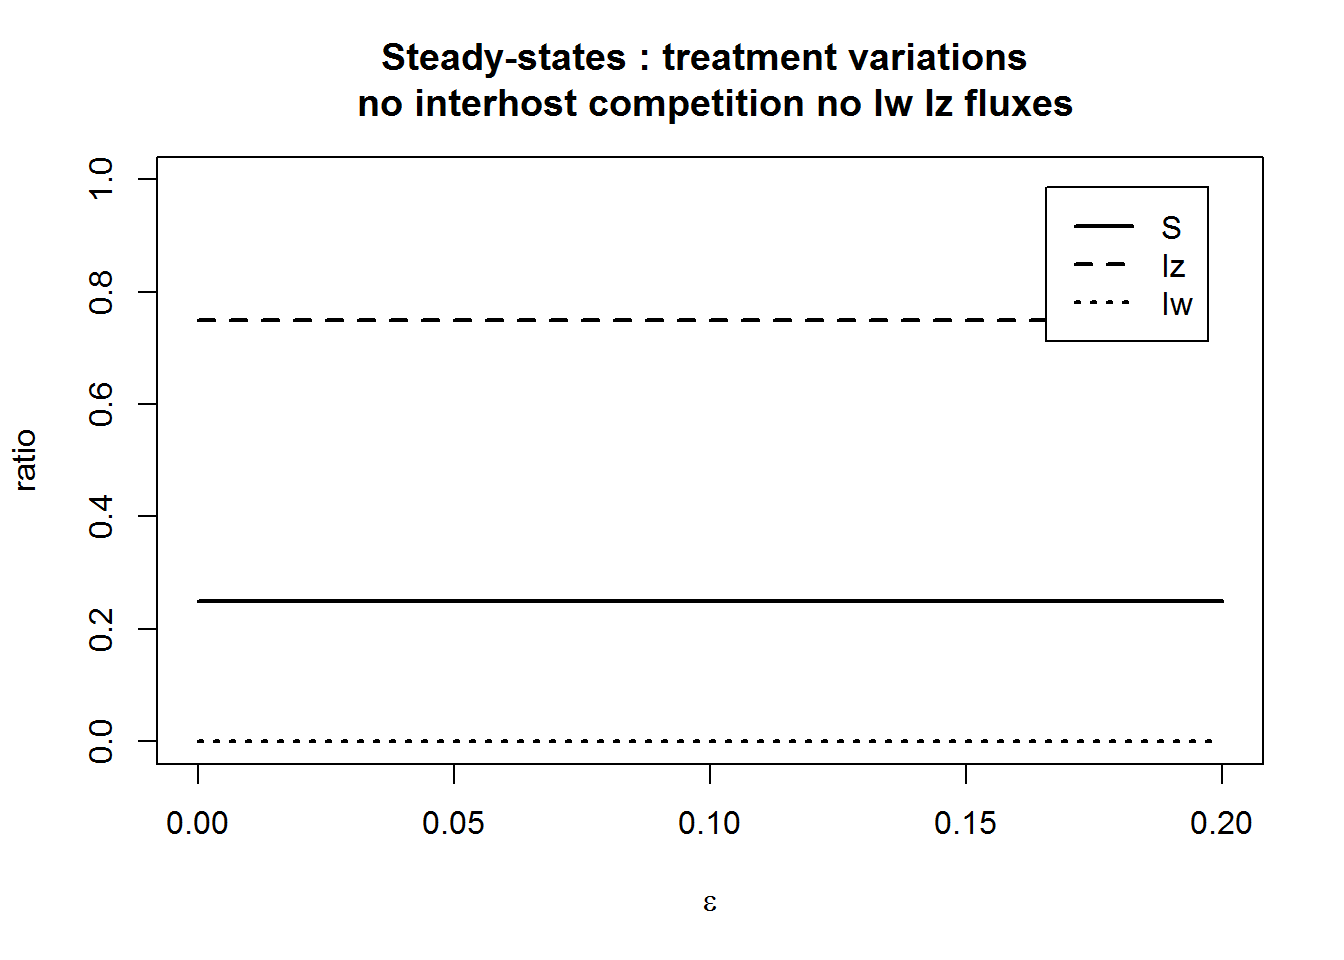 Steady-states : treatment variations
no interhost competition no Iw Iz fluxes
1.0
0.8
0.6
0.4
0.2
0.0
ratio
S
Iz
Iw
0.00 0.05 0.10 0.15 0.20
ε